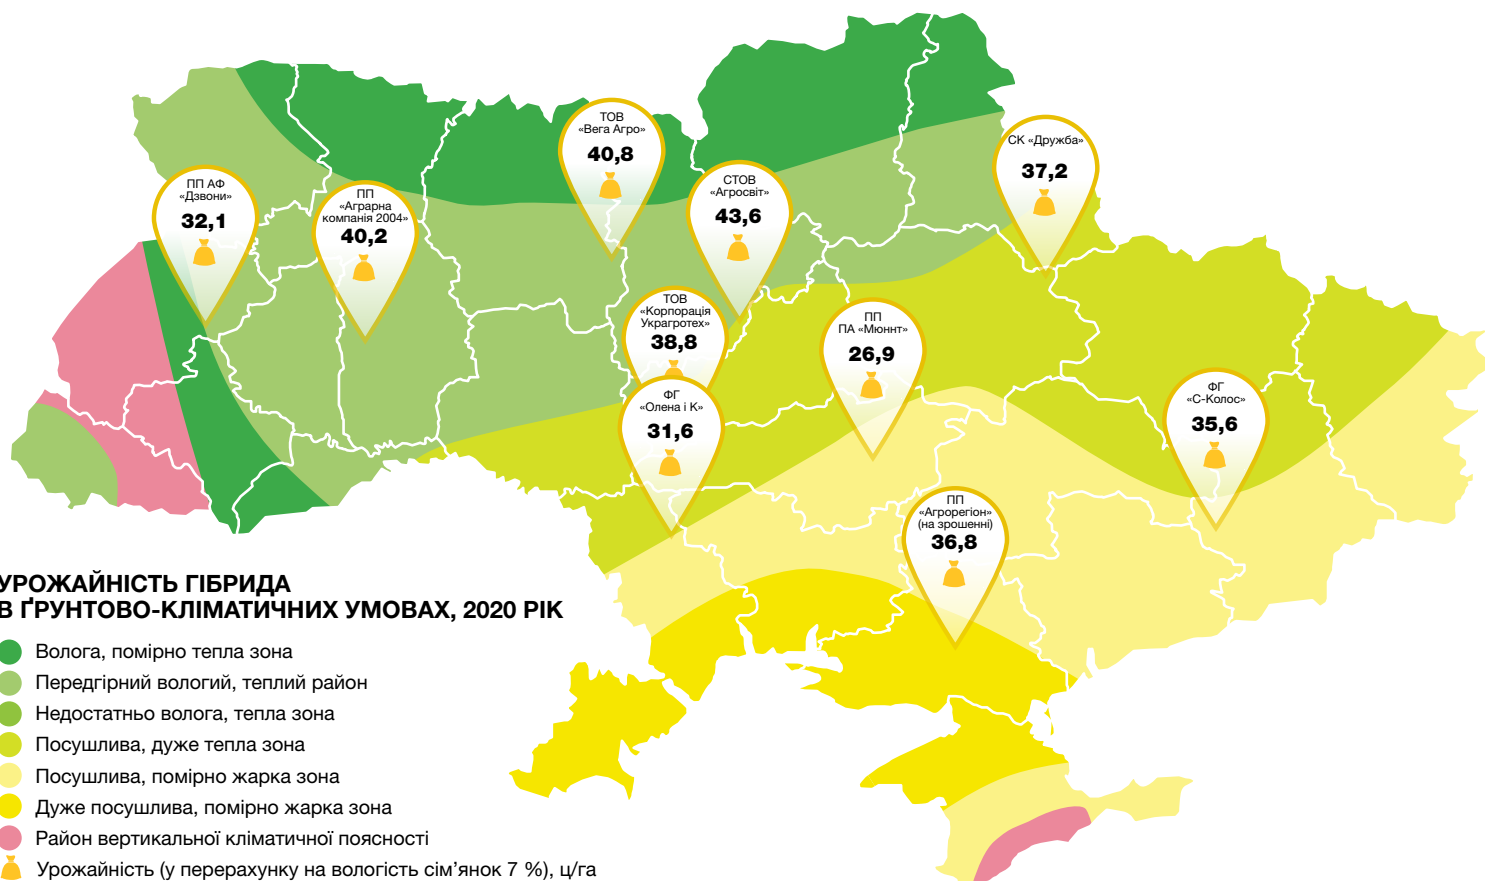 ТОВ
«Вега Агро»
40,8
СК «Дружба»
37,2
ПП АФ
«Дзвони»
32,1
ПП
«Аграрна
компанія 2004»
40,2
СТОВ
«Агросвіт»
43,6
ТОВ
«Корпорація
Украгротех»
38,8
ПП
ПА «Мюннт»
26,9
ФГ
«Олена і К»
31,6
ФГ
«С-Колос»
35,6
ПП
«Агрорегіон»
(на зрошенні)
36,8
УРОЖАЙНІСТЬ ГІБРИДА
В ҐРУНТОВО-КЛІМАТИЧНИХ УМОВАХ, 2020 РІК
Волога, помірно тепла зона
Передгірний вологий, теплий район
Недостатньо волога, тепла зона
Посушлива, дуже тепла зона
Посушлива, помірно жарка зона
Дуже посушлива, помірно жарка зона
Район вертикальної кліматичної поясності
Урожайність (у перерахунку на вологість сім’янок 7 %), ц/га